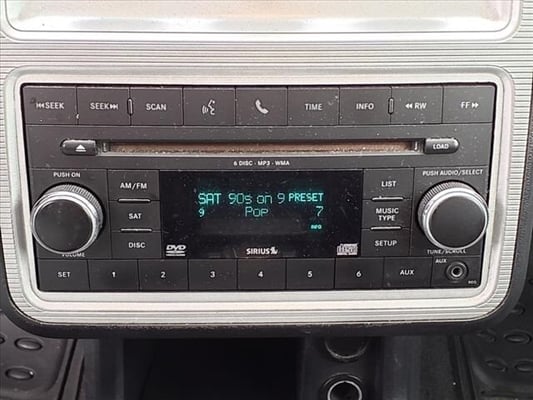 SEEK SEEK SCAN TIME INFO RW FF
LOAD
6 DISC · MP3 · WMA
PUSH ON AM/FM LIST PUSH AUDIO/SELECT
SAT 90s on 9 PRESET
9 Pop 7
SAT MUSIC TYPE
INFO
VOLUME DISC DVD SIRIUS SETUP TUNE/SCROLL
SET 1 2 3 4 5 6 AUX AUX